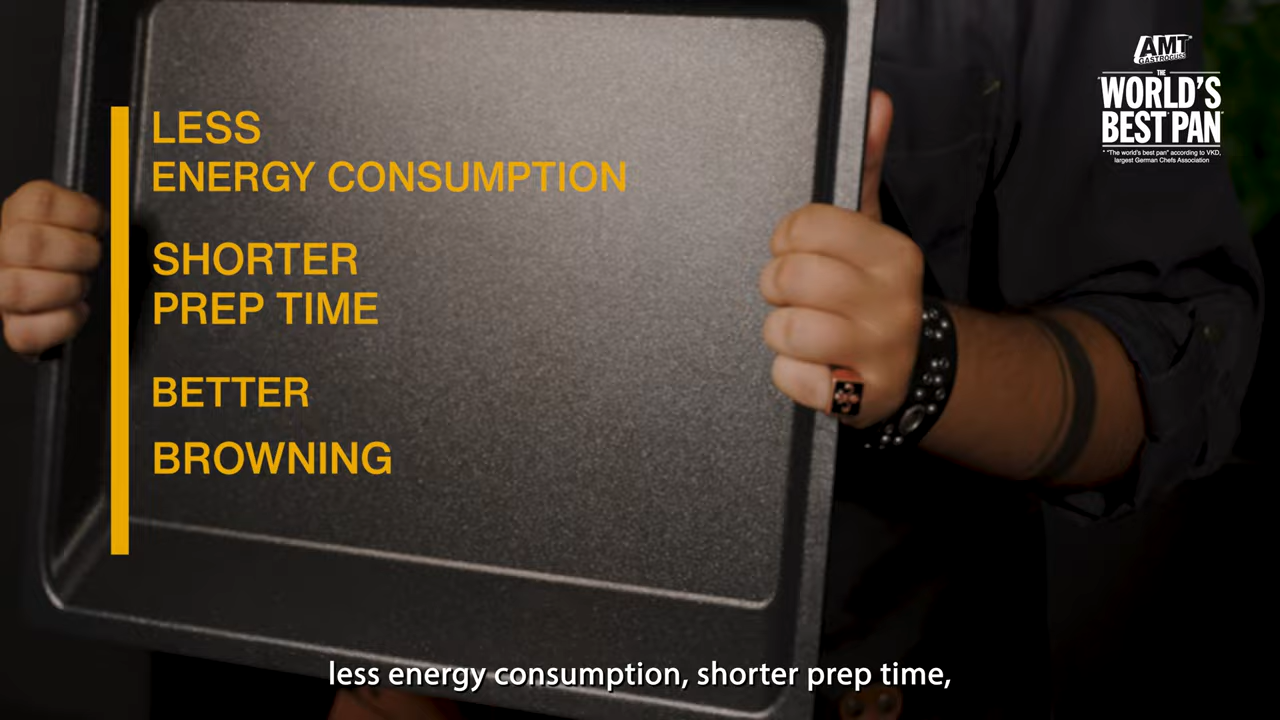 LESS
ENERGY CONSUMPTION
SHORTER
PREP TIME
BETTER
BROWNING
AMT
GASTROGUSS
THE
WORLD'S
BEST PAN
* "The world's best pan" according to VKD,
largest German Chefs Association
less energy consumption, shorter prep time,